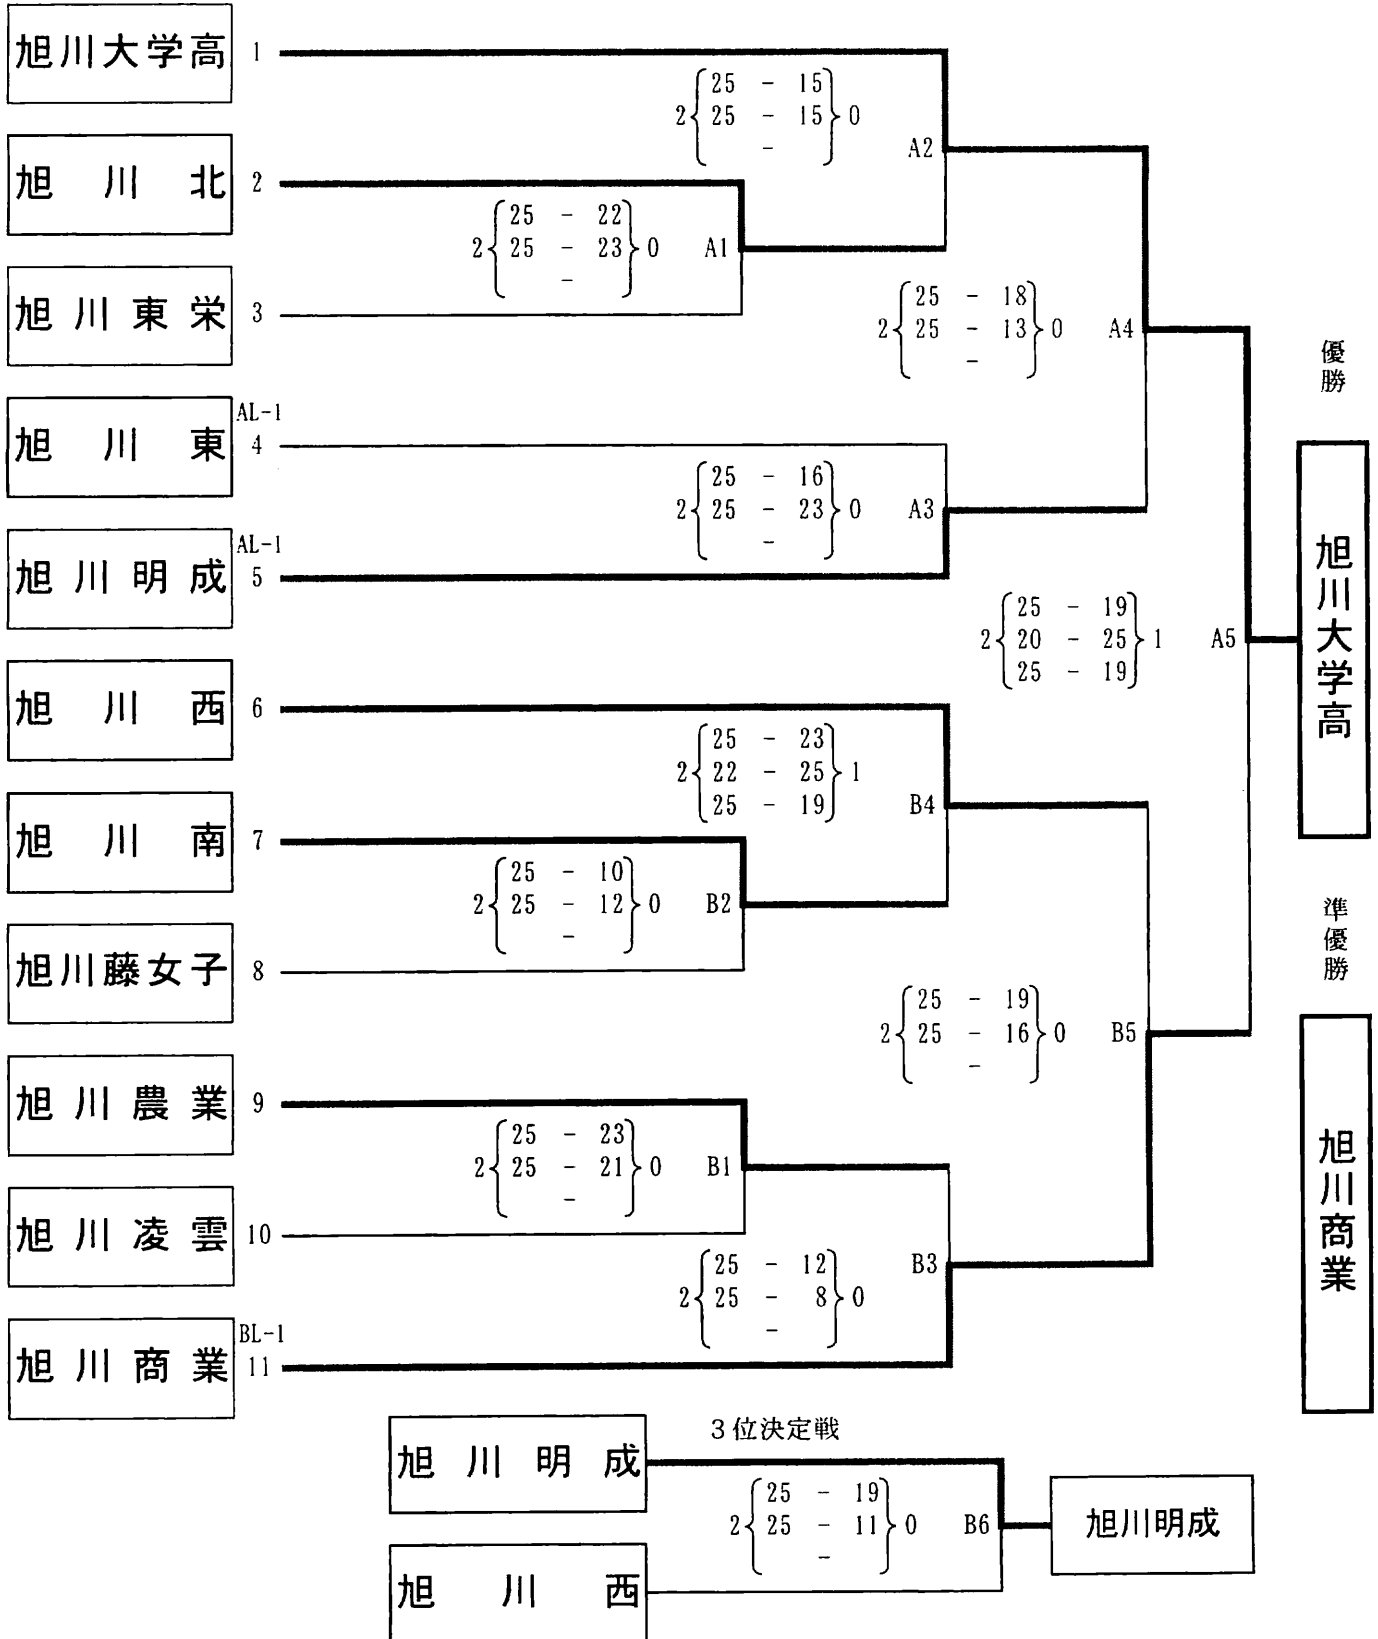 旭川大学高 1
25 - 15
2 25 - 15 0
-
A2
旭川北 2
25 - 22
2 25 - 23 0 A1
-
旭川東栄 3
25 - 18
2 25 - 13 0 A4
-
優勝
AL-1
旭川東 4
25 - 16
2 25 - 23 0 A3
-
AL-1
旭川明成 5
旭川大学高
25 - 19
2 20 - 25 1 A5
25 - 19
旭川西 6
25 - 23
2 22 - 25 1
25 - 19 B4
旭川南 7
25 - 10
2 25 - 12 0 B2
-
準優勝
旭川藤女子 8
25 - 19
2 25 - 16 0 B5
-
旭川農業 9
25 - 23
2 25 - 21 0 B1
-
旭川商業
旭川凌雲 10
25 - 12 B3
2 25 - 8 0
-
BL-1
旭川商業 11
3位決定戦
旭川明成
25 - 19
2 25 - 11 0 B6
-
旭川明成
旭川西